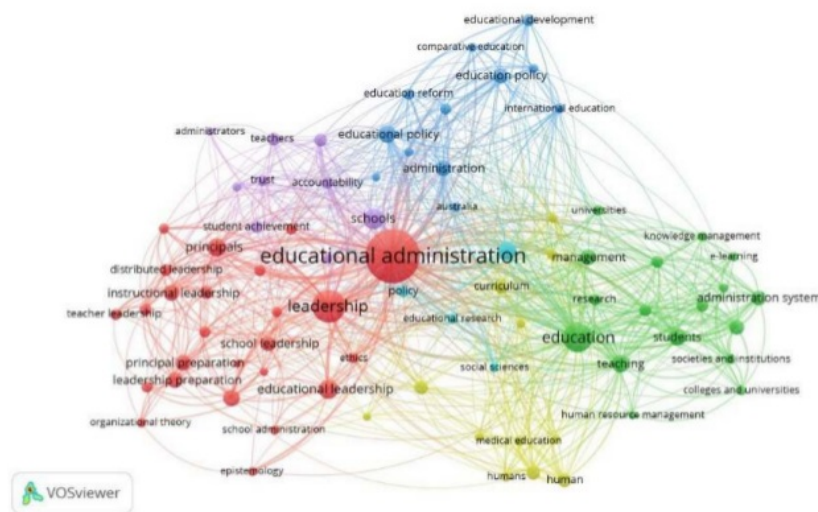 educational development
comparative education
education policy
education reform
international education
administrators
teachers
educational policy
administration
trust
accountability
australia
universities
schools
student achievement
principals
knowledge management
educational administration
management
e-learning
distributed leadership
instructional leadership
policy
curriculum
research
administration system
leadership
teacher leadership
educational research
education
students
school leadership
ethics
social sciences
societies and institutions
principal preparation
teaching
leadership preparation
educational leadership
colleges and universities
human resource management
organizational theory
school administration
medical education
epistemology
humans
human
VOSviewer